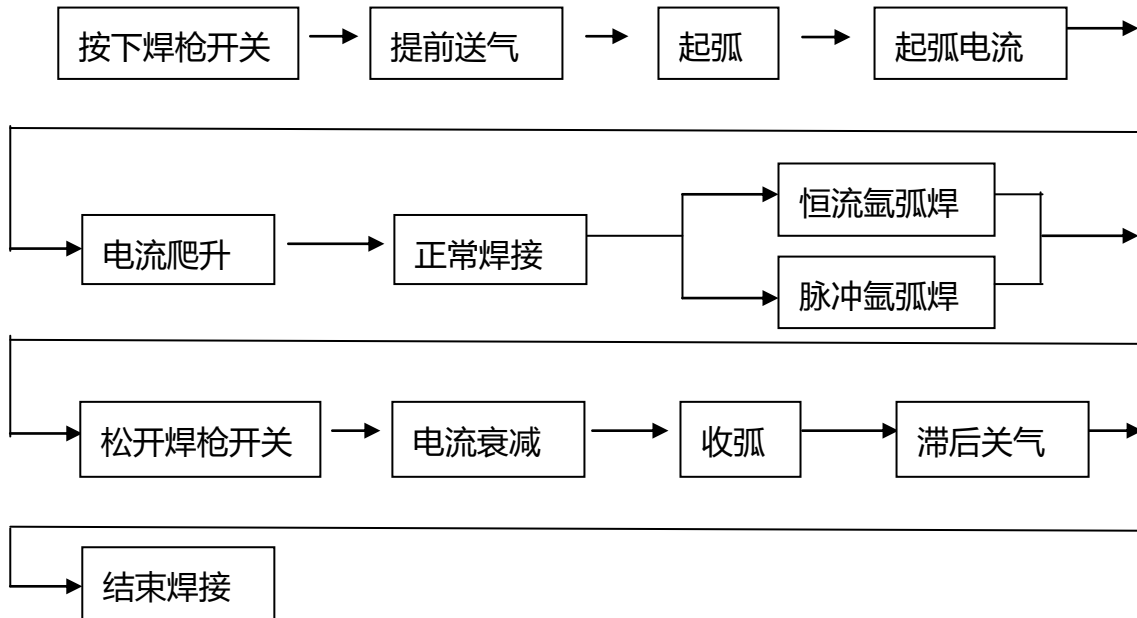 按下焊枪开关
提前送气
起弧
起弧电流
电流爬升
正常焊接
恒流氩弧焊
脉冲氩弧焊
松开焊枪开关
电流衰减
收弧
滞后关气
结束焊接